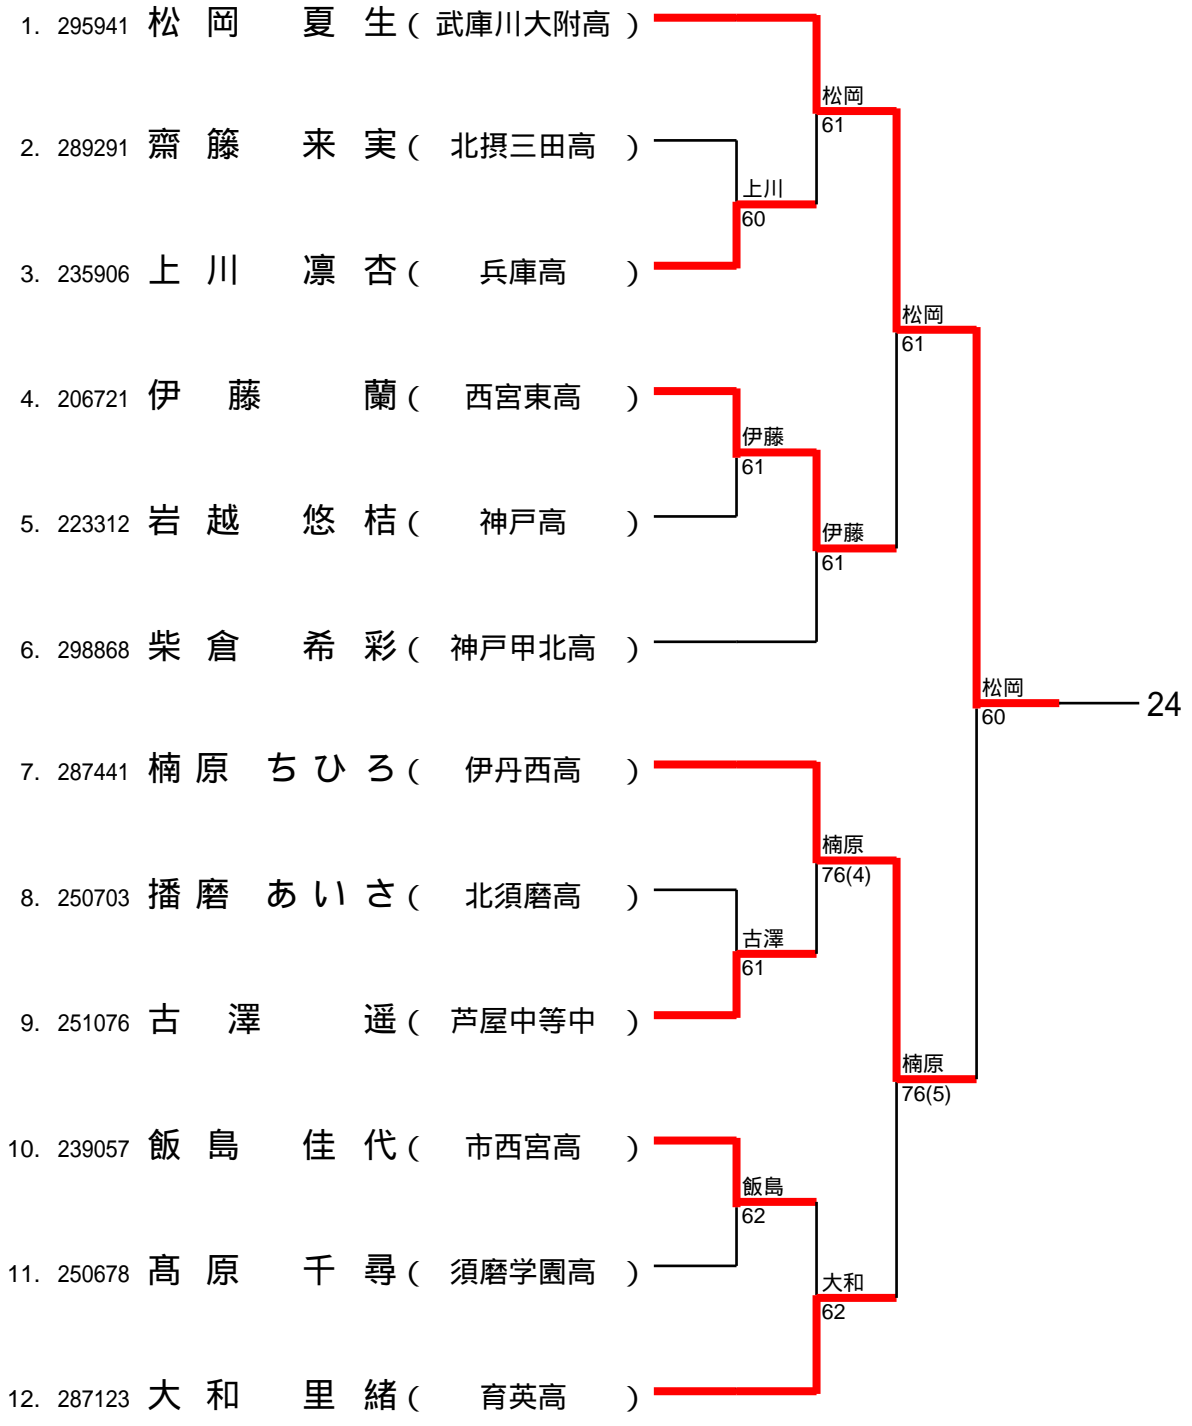 1. 295941 松岡 夏生 ( 武庫川大附高 )
松岡
61
2. 289291 齋籐 来実 ( 北摂三田高 )
上川
60
3. 235906 上川 凛杏 ( 兵庫高 )
松岡
61
4. 206721 伊藤 蘭 ( 西宮東高 )
伊藤
61
5. 223312 岩越 悠桔 ( 神戸高 )
伊藤
61
6. 298868 柴倉 希彩 ( 神戸甲北高 )
松岡
60
24
7. 287441 楠原 ちひろ ( 伊丹西高 )
楠原
76(4)
8. 250703 播磨 あいさ ( 北須磨高 )
古澤
61
9. 251076 古澤 遥 ( 芦屋中等中 )
楠原
76(5)
10. 239057 飯島 佳代 ( 市西宮高 )
飯島
62
11. 250678 髙原 千尋 ( 須磨学園高 )
大和
62
12. 287123 大和 里緒 ( 育英高 )